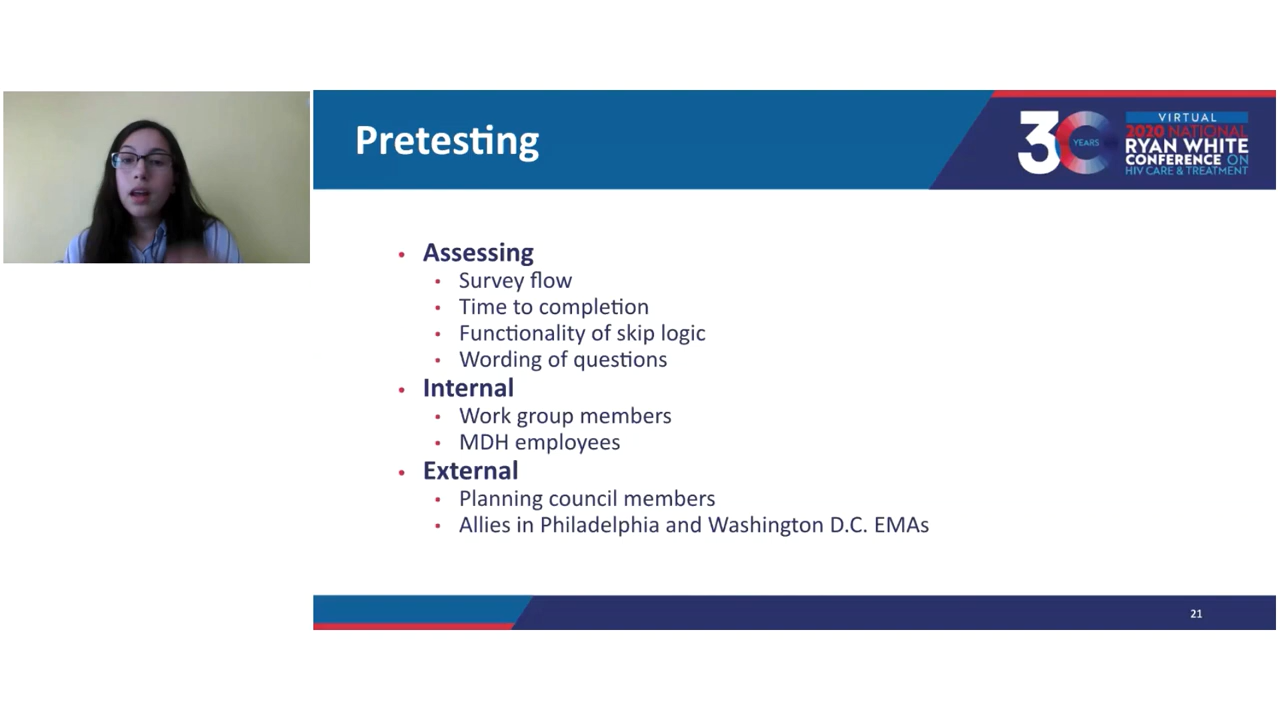 Pretesting
30
YEARS
VIRTUAL
2020 NATIONAL
RYAN WHITE
CONFERENCE ON
HIV CARE & TREATMENT
• Assessing
• Survey flow
• Time to completion
• Functionality of skip logic
• Wording of questions
• Internal
• Work group members
• MDH employees
• External
• Planning council members
• Allies in Philadelphia and Washington D.C. EMAs
21